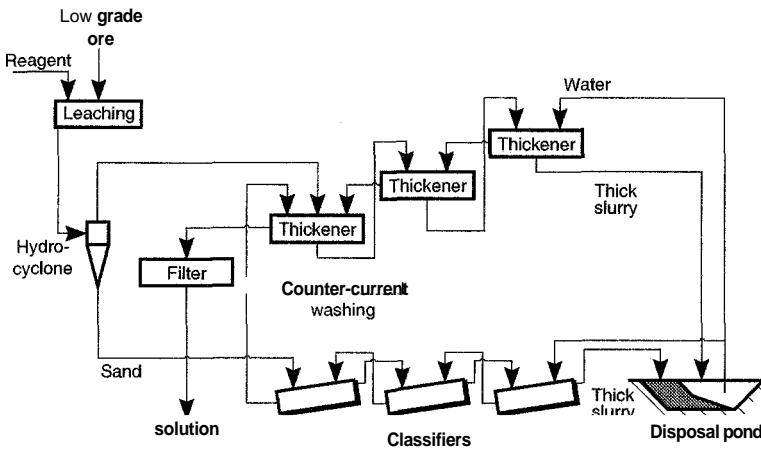 Low grade
ore
Reagent
Leaching
Water
Thickener
Thickener
Thick
slurry
Thickener
Hydro-
cyclone
Filter
Counter-current
washing
Sand
Thick
slurry
solution
Classifiers
Disposal pond